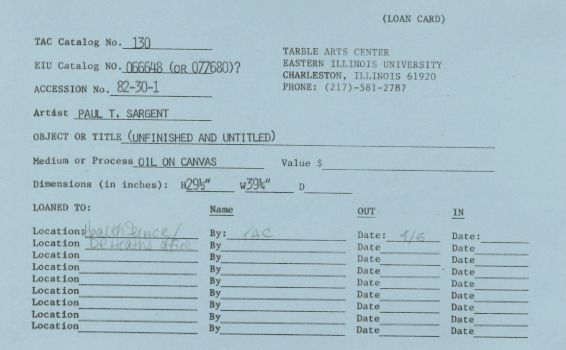 (LOAN CARD)
TAC Catalog No. 130
EIU Catalog NO. 066648 (OR 077680)?
ACCESSION No. 82-30-1
TARBLE ARTS CENTER
EASTERN ILLINOIS UNIVERSITY
CHARLESTON, ILLINOIS 61920
PHONE: (217)-581-2787
Artist PAUL T. SARGENT
OBJECT OR TITLE (UNFINISHED AND UNTITLED)
Medium or Process OIL ON CANVAS Value $
Dimensions (in inches): H29½" W39¼" D
LOANED TO: Name OUT IN
Location: Health Service/ By: TAC Date: 4/5 Date:
Location Dr Heath's office By Date Date
Location By Date Date
Location By Date Date
Location By Date Date
Location By Date Date
Location By Date Date
Location By Date Date
Location By Date Date